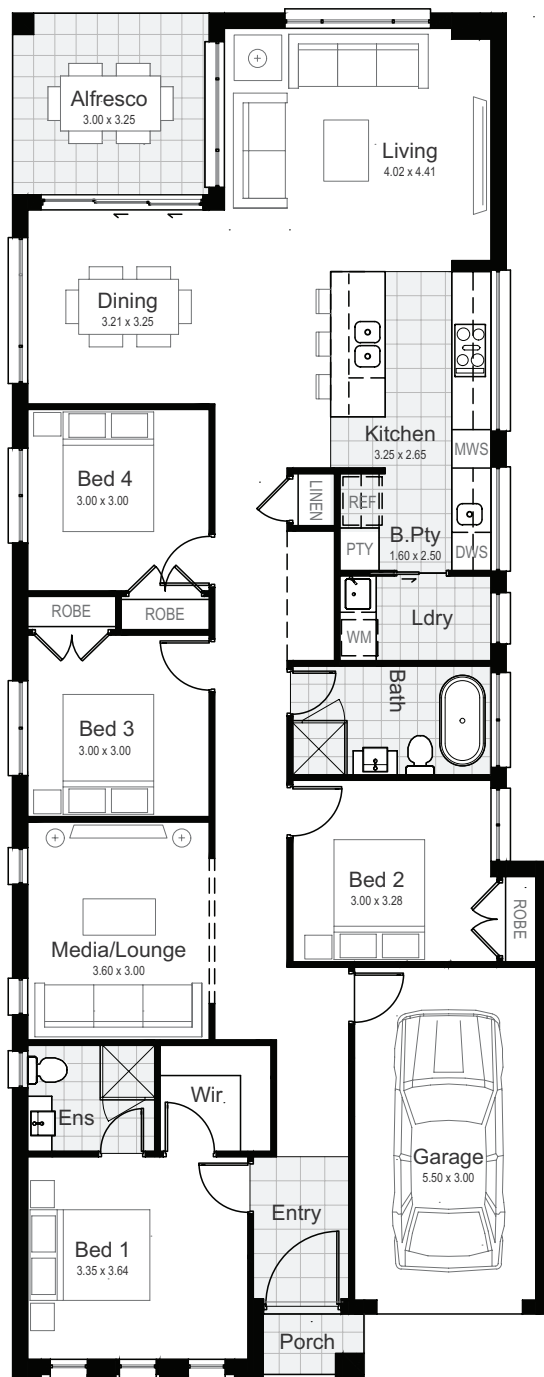 Alfresco
3.00 x 3.25
Living
4.02 x 4.41
Dining
3.21 x 3.25
Kitchen
3.25 x 2.65
MWS
Bed 4
3.00 x 3.00
LINEN
REF
B.Pty
1.60 x 2.50
PTY
DWS
ROBE
ROBE
WM
Ldry
Bath
Bed 3
3.00 x 3.00
Bed 2
3.00 x 3.28
ROBE
Media/Lounge
3.60 x 3.00
Ens
Wir
Garage
5.50 x 3.00
Entry
Bed 1
3.35 x 3.64
Porch